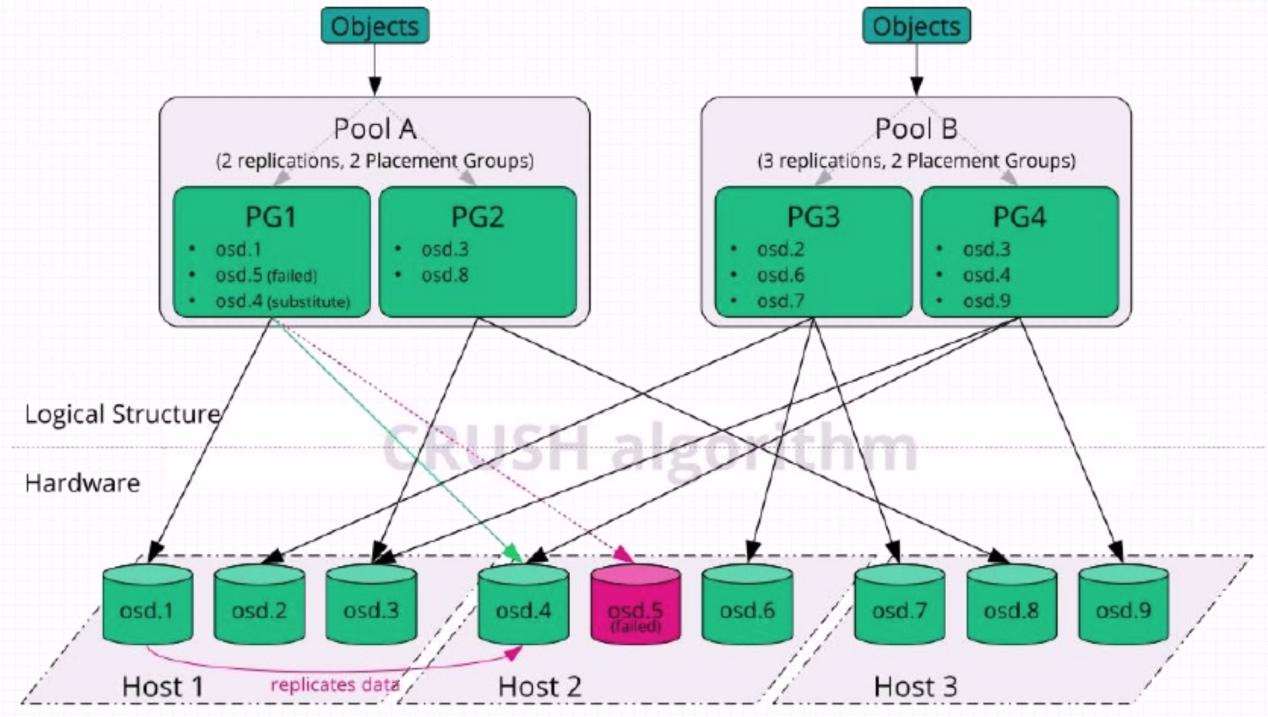 Objects
Objects
Pool A
(2 replications, 2 Placement Groups)
PG1
• osd.1
• osd.5 (failed)
• osd.4 (substitute)
PG2
• osd.3
• osd.8
Pool B
(3 replications, 2 Placement Groups)
PG3
• osd.2
• osd.6
• osd.7
PG4
• osd.3
• osd.4
• osd.9
Logical Structure
CRUSH algorithm
Hardware
osd.1
osd.2
osd.3
osd.4
osd.5
(failed)
osd.6
osd.7
osd.8
osd.9
Host 1
replicates data
Host 2
Host 3